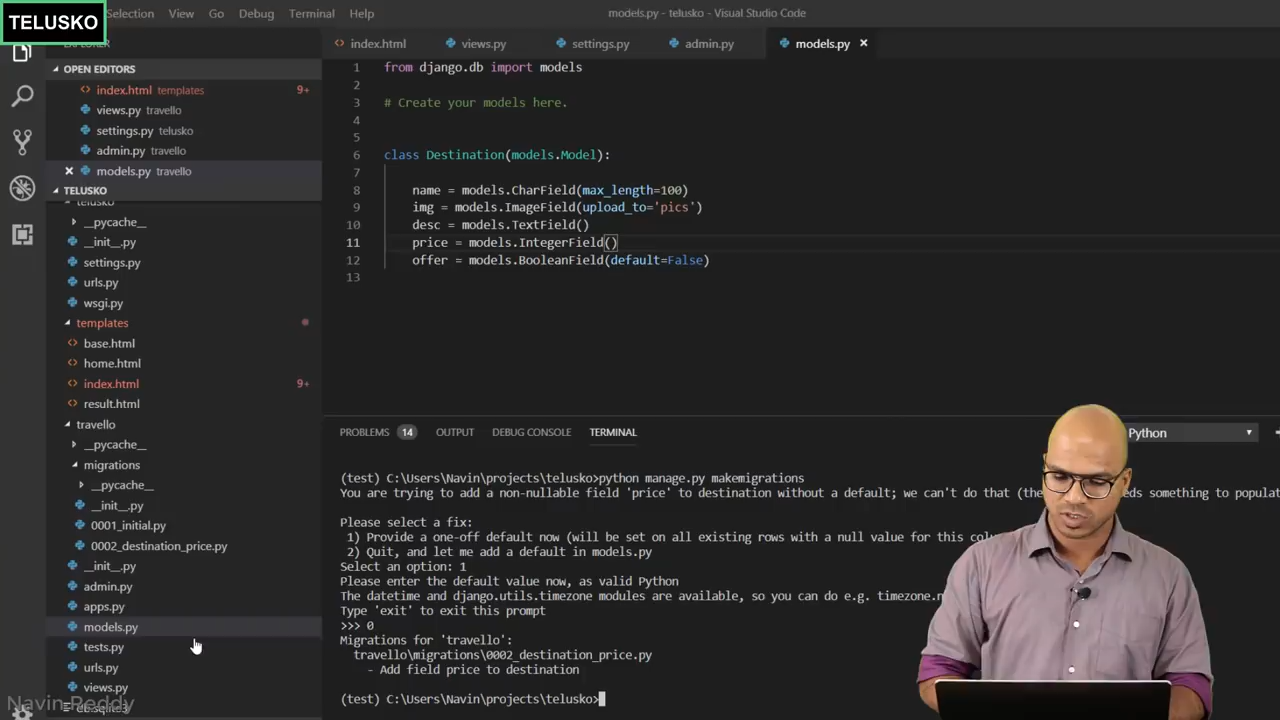 TELUSKO
Selection View Go Debug Terminal Help
models.py - telusko - Visual Studio Code
index.html views.py settings.py admin.py models.py
OPEN EDITORS
index.html templates 9+
views.py travello
settings.py telusko
admin.py travello
models.py travello
TELUSKO
telusko
__pycache__
__init__.py
settings.py
urls.py
wsgi.py
templates
base.html
home.html
index.html 9+
result.html
travello
__pycache__
migrations
__pycache__
__init__.py
0001_initial.py
0002_destination_price.py
__init__.py
admin.py
apps.py
models.py
tests.py
urls.py
views.py
Navin Reddy
1 from django.db import models
2
3 # Create your models here.
4
5
6 class Destination(models.Model):
7
8 name = models.CharField(max_length=100)
9 img = models.ImageField(upload_to='pics')
10 desc = models.TextField()
11 price = models.IntegerField()
12 offer = models.BooleanField(default=False)
13
PROBLEMS 14 OUTPUT DEBUG CONSOLE TERMINAL Python
(test) C:\Users\Navin\projects\telusko>python manage.py makemigrations
You are trying to add a non-nullable field 'price' to destination without a default; we can't do that (the eds something to populat
Please select a fix:
1) Provide a one-off default now (will be set on all existing rows with a null value for this col
2) Quit, and let me add a default in models.py
Select an option: 1
Please enter the default value now, as valid Python
The datetime and django.utils.timezone modules are available, so you can do e.g. timezone.n
Type 'exit' to exit this prompt
>>> 0
Migrations for 'travello':
travello\migrations\0002_destination_price.py
- Add field price to destination
(test) C:\Users\Navin\projects\telusko>